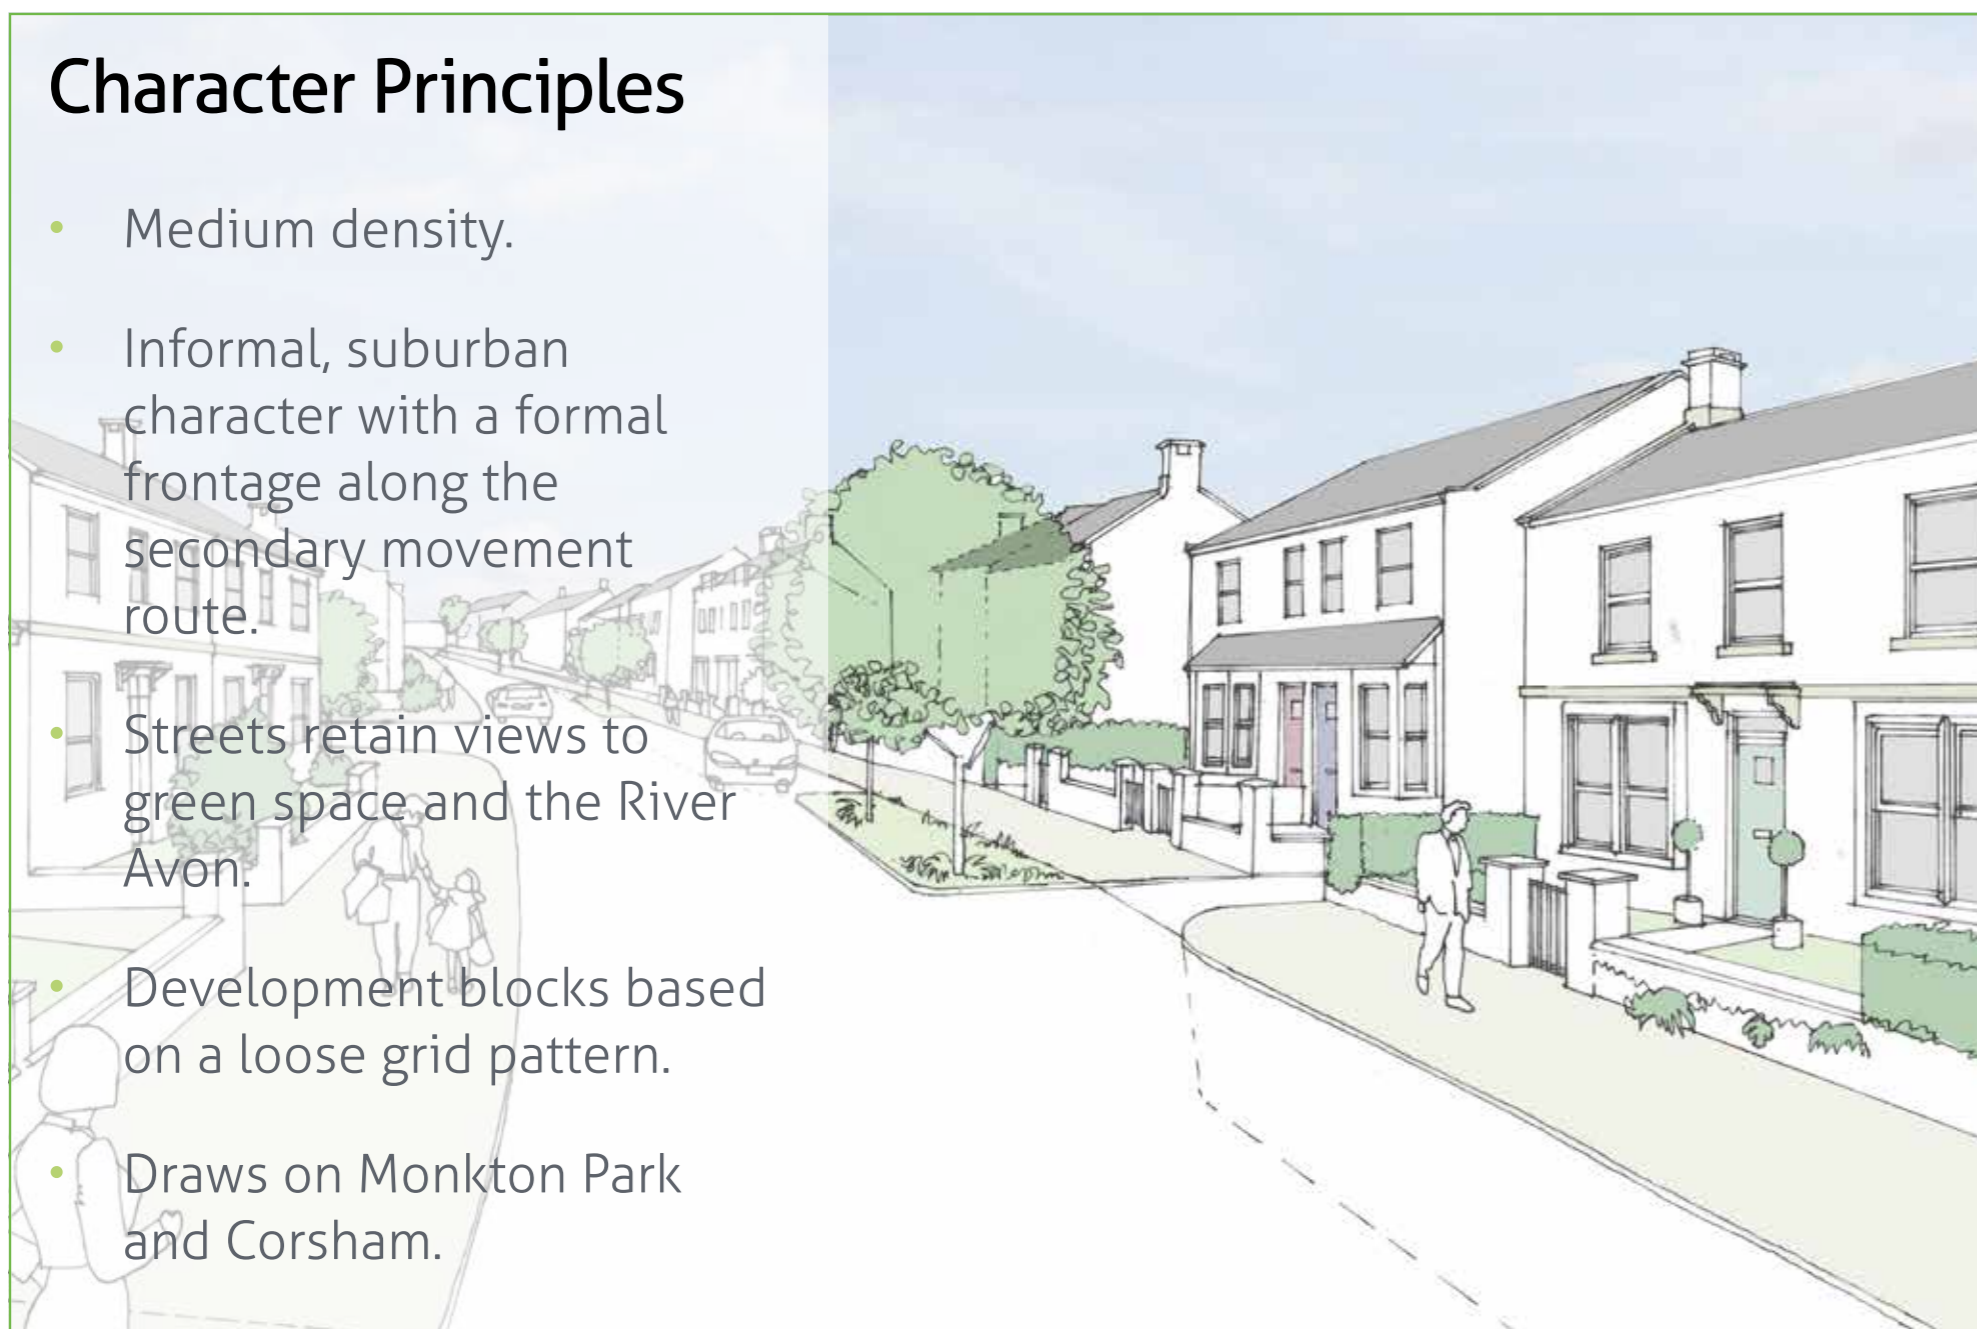 Character Principles
• Medium density.
• Informal, suburban
character with a formal
frontage along the
secondary movement
route.
• Streets retain views to
green space and the River
Avon.
• Development blocks based
on a loose grid pattern.
• Draws on Monkton Park
and Corsham.